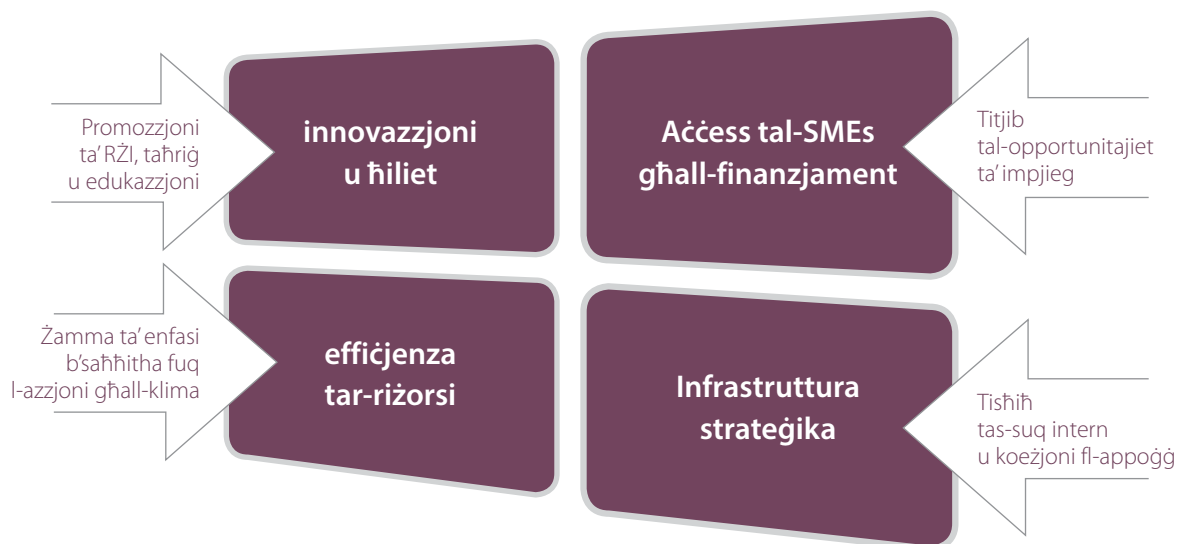 Promozzjoni
ta' RŻI, taħriġ
u edukazzjoni
innovazzjoni
u ħiliet
Aċċess tal-SMEs
għall-finanzjament
Titjib
tal-opportunitajiet
ta' impjieg
Żamma ta' enfasi
b'saħħitha fuq
l-azzjoni għall-klima
effiċjenza
tar-riżorsi
Infrastruttura
strateġika
Tisħiħ
tas-suq intern
u koeżjoni fl-appoġġ